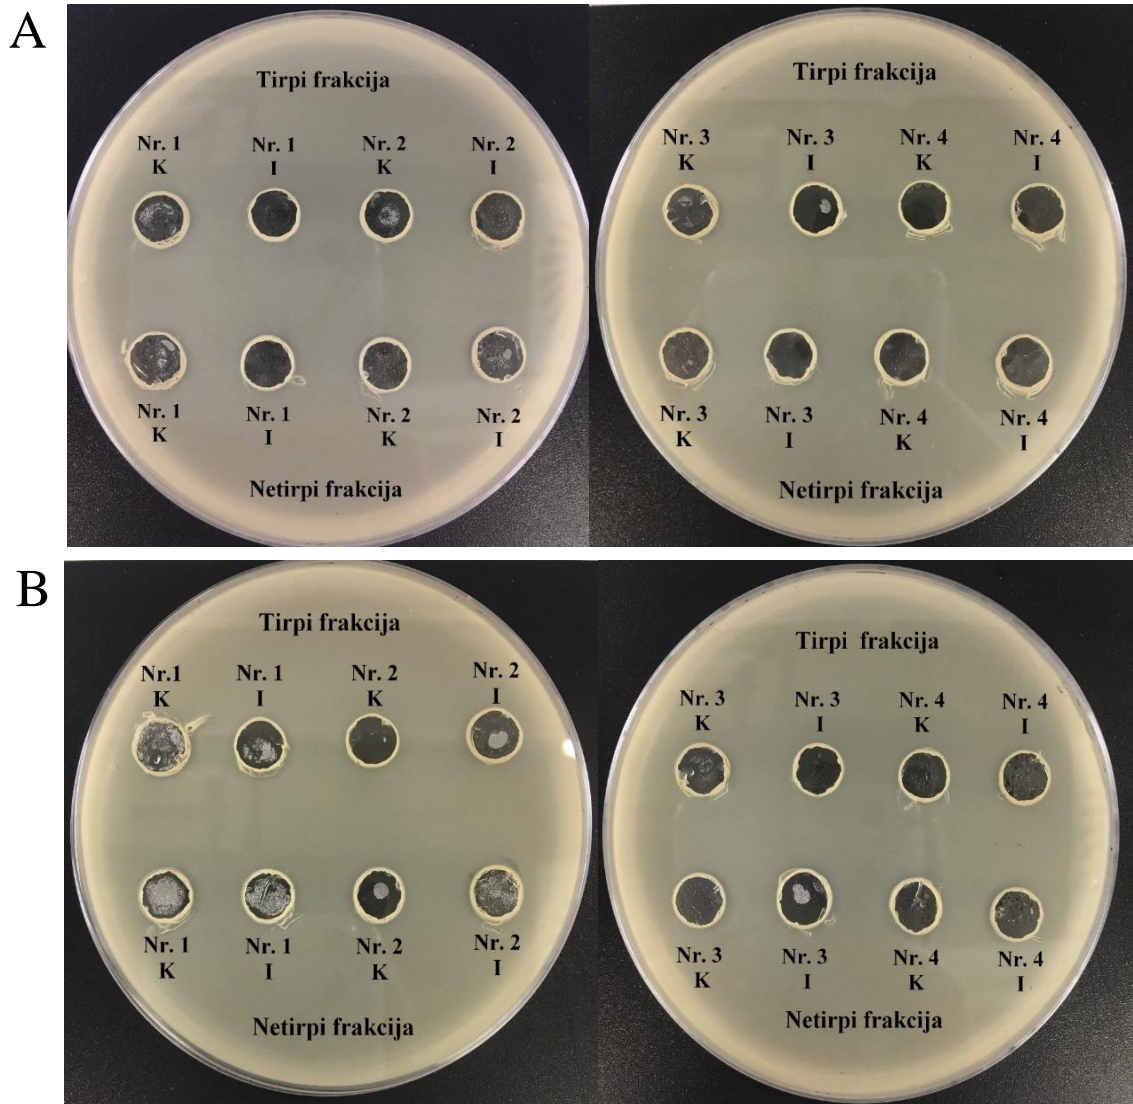 A
Tirpi frakcija
Nr. 1 Nr. 1 Nr. 2 Nr. 2
K I K I
Nr. 1 Nr. 1 Nr. 2 Nr. 2
K I K I
Netirpi frakcija
Tirpi frakcija
Nr. 3 Nr. 3 Nr. 4 Nr. 4
K I K I
Nr. 3 Nr. 3 Nr. 4 Nr. 4
K I K I
Netirpi frakcija
B
Tirpi frakcija
Nr.1 Nr. 1 Nr. 2 Nr. 2
K I K I
Nr. 1 Nr. 1 Nr. 2 Nr. 2
K I K I
Netirpi frakcija
Tirpi frakcija
Nr. 3 Nr. 3 Nr. 4 Nr. 4
K I K I
Nr. 3 Nr. 3 Nr. 4 Nr. 4
K I K I
Netirpi frakcija